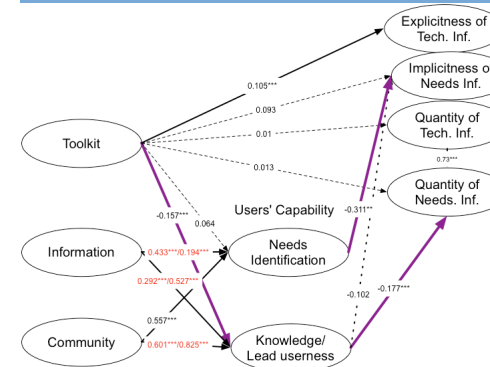 Explicitness of
Tech. Inf.
Implicitness o
Needs Inf.
0.105***
0.093
Quantity of
Tech. Inf.
0.01
Toolkit
0.73***
0.013
Quantity of
Needs. Inf.
-0.157***
0.064
Users' Capability
-0.311**
Information
0.433***/0.194***
Needs
Identification
0.292***/0.527***
-0.102
-0.177***
0.557***
Community
0.601***/0.825***
Knowledge/
Lead userness